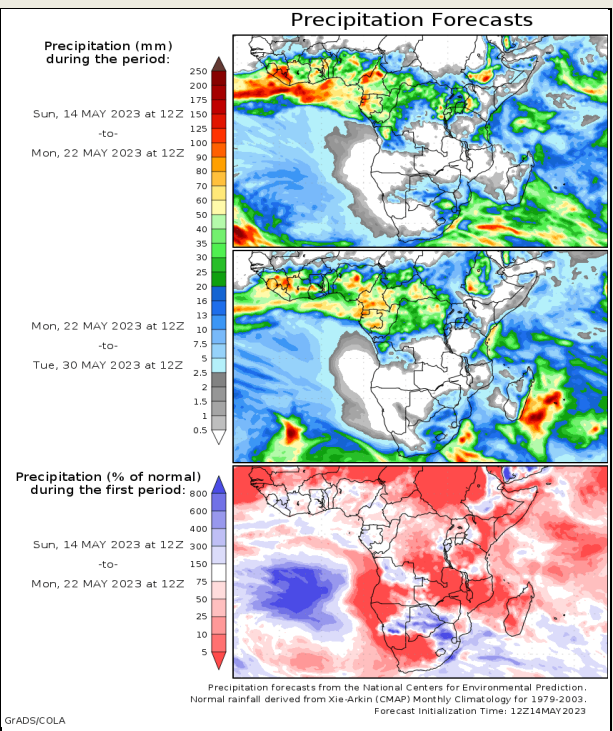 Precipitation Forecasts
Precipitation (mm)
during the period:
Sun, 14 MAY 2023 at 12Z
-to-
Mon, 22 MAY 2023 at 12Z
250
200
175
150
125
100
90
80
70
60
50
40
35
30
25
20
16
13
10
7.5
5
2.5
2
1.5
1
0.5
Mon, 22 MAY 2023 at 12Z
-to-
Tue, 30 MAY 2023 at 12Z
Precipitation (% of normal)
during the first period:
Sun, 14 MAY 2023 at 12Z
-to-
Mon, 22 MAY 2023 at 12Z
800
600
400
300
150
75
50
25
10
5
Precipitation forecasts from the National Centers for Environmental Prediction.
Normal rainfall derived from Xie-Arkin (CMAP) Monthly Climatology for 1979-2003.
Forecast Initialization Time: 12Z14MAY2023
GrADS/COLA